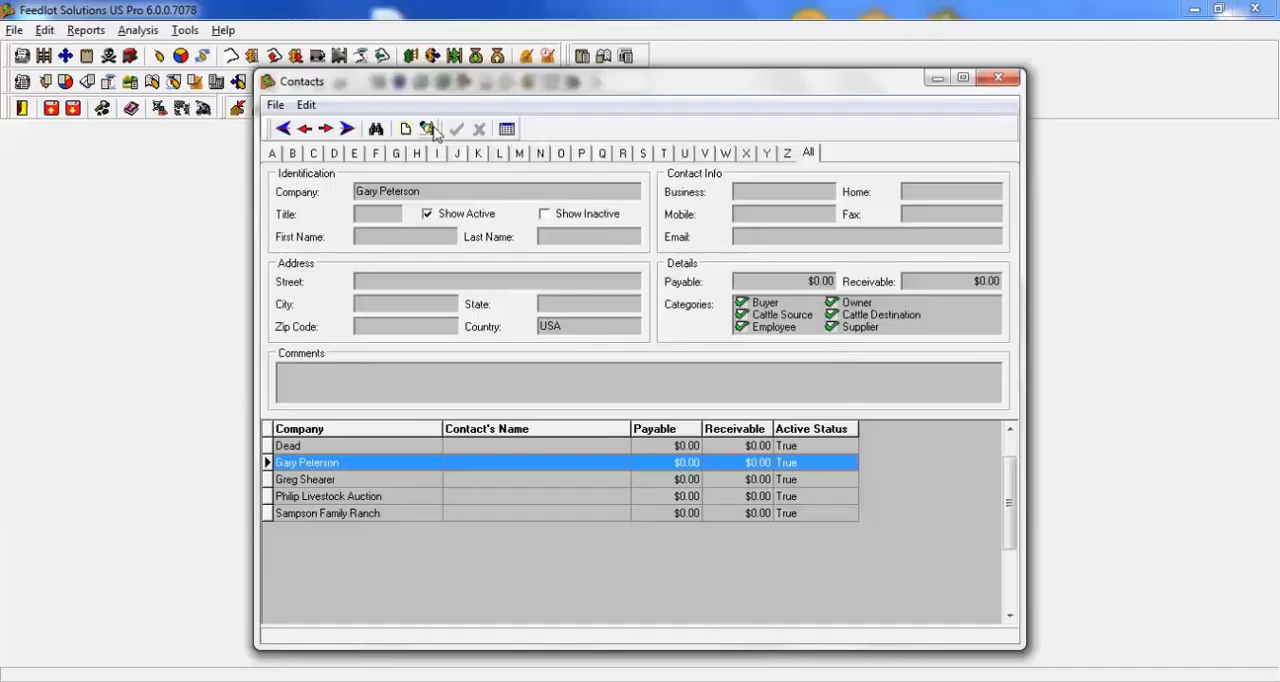 Feedlot Solutions US Pro 6.0.0.7078
File Edit Reports Analysis Tools Help
Contacts
File Edit
A B C D E F G H I J K L M N O P Q R S T U V W X Y Z All
Identification
Company: Gary Peterson
Title: Show Active Show Inactive
First Name: Last Name:
Contact Info
Business: Home:
Mobile: Fax:
Email:
Address
Street:
City: State:
Zip Code: Country: USA
Details
Payable: $0.00 Receivable: $0.00
Categories: Buyer Owner
Cattle Source Cattle Destination
Employee Supplier
Comments
Company Contact's Name Payable Receivable Active Status
Dead $0.00 $0.00 True
Gary Peterson $0.00 $0.00 True
Greg Shearer $0.00 $0.00 True
Philip Livestock Auction $0.00 $0.00 True
Sampson Family Ranch $0.00 $0.00 True